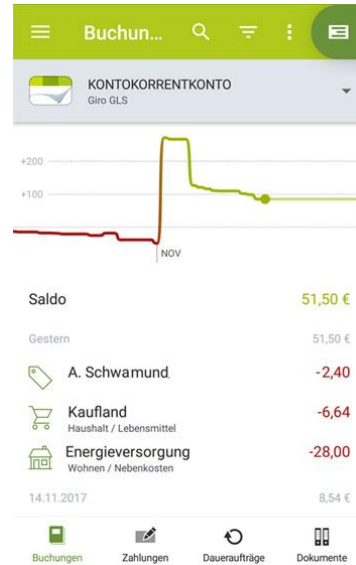 Buchun...
KONTOKORRENTKONTO
Giro GLS
+200
+100
NOV
Saldo 51,50 €
Gestern 51,50 €
A. Schwamund
-2,40
Kaufland
Haushalt / Lebensmittel
-6,64
Energieversorgung
Wohnen / Nebenkosten
-28,00
14.11.2017 8,54 €
Buchungen Zahlungen Daueraufträge Dokumente